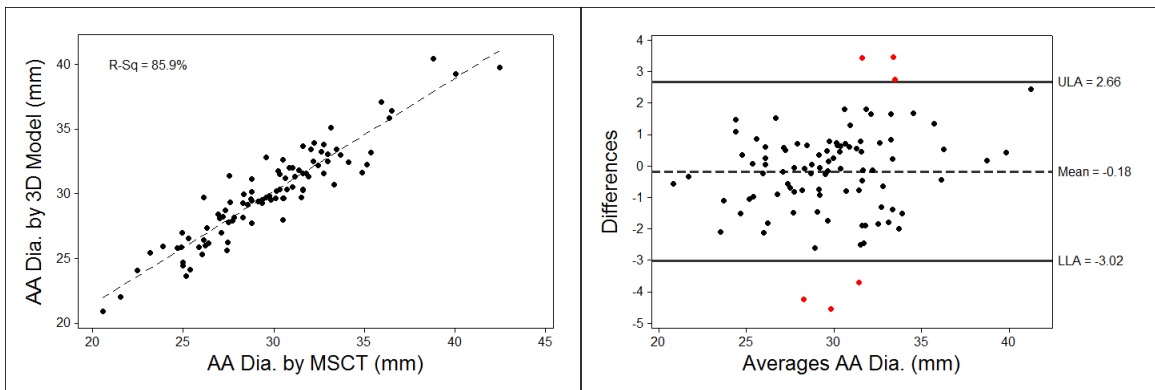 R-Sq = 85.9%
AA Dia. by 3D Model (mm)
40
35
30
25
20
20 25 30 35 40 45
AA Dia. by MSCT (mm)
Differences
4
3
2
1
0
-1
-2
-3
-4
-5
ULA = 2.66
Mean = -0.18
LLA = -3.02
20 25 30 35 40
Averages AA Dia. (mm)